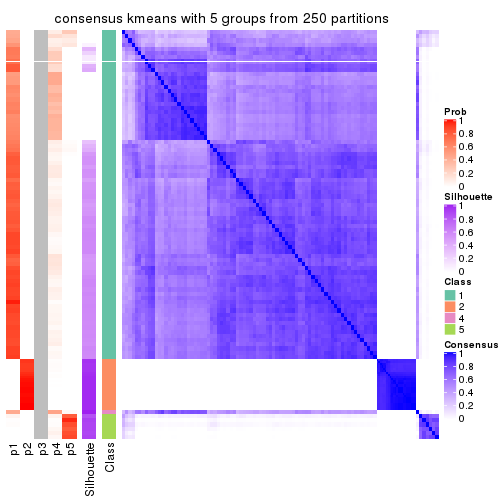 consensus kmeans with 5 groups from 250 partitions
Prob
1
0.8
0.6
0.4
0.2
0
Silhouette
1
0.8
0.6
0.4
0.2
0
Class
1
2
4
5
Consensus
1
0.8
0.6
0.4
0.2
0
p1
p2
p3
p4
p5
Silhouette
Class